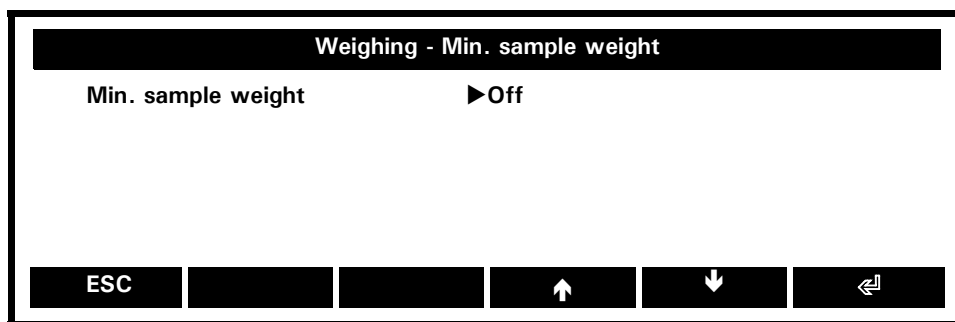 Weighing - Min. sample weight
Min. sample weight ▶Off
ESC ↑ ↓ ↵